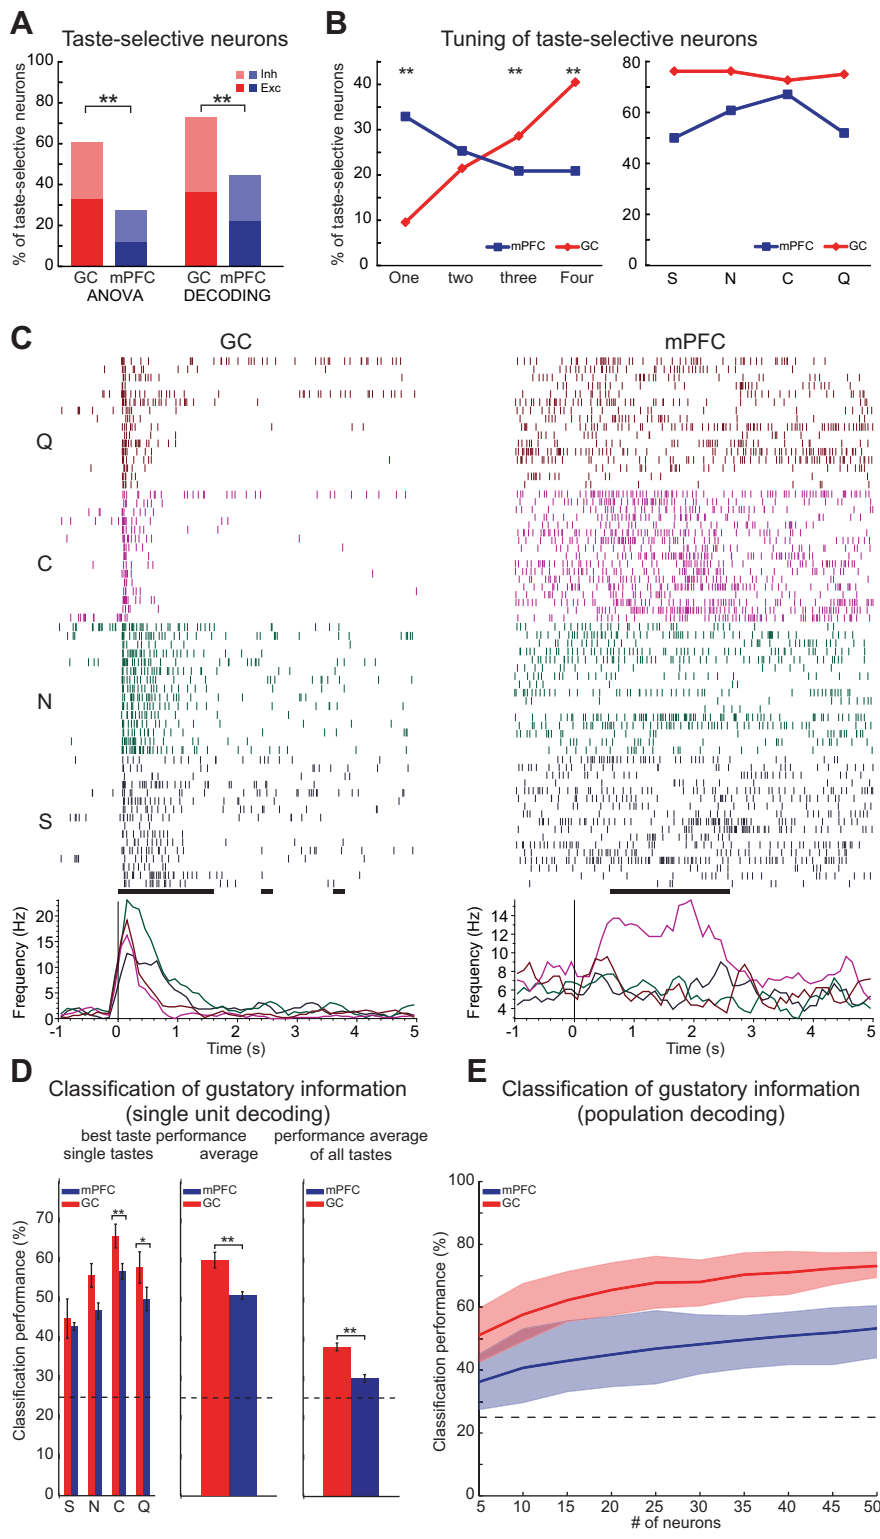 A Taste-selective neurons
% of taste-selective neurons
100
80
60
40
20
0
Inh
Exc
**
**
GC mPFC GC mPFC
ANOVA DECODING
B Tuning of taste-selective neurons
% of taste-selective neurons
40
30
20
10
0
** ** **
mPFC GC
One two three Four
80
60
40
20
0
mPFC GC
S N C Q
C
GC mPFC
Q
C
N
S
Frequency (Hz)
20
15
10
5
0
-1 0 1 2 3 4 5
Time (s)
Frequency (Hz)
14
12
10
8
6
4
-1 0 1 2 3 4 5
Time (s)
D Classification of gustatory information
(single unit decoding)
best taste performance
single tastes average
performance average
of all tastes
Classification performance (%)
70
60
50
40
30
20
10
0
mPFC
GC
**
*
S N C Q
mPFC
GC
**
mPFC
GC
**
E Classification of gustatory information
(population decoding)
Classification performance (%)
100
80
60
40
20
0
mPFC
GC
5 10 15 20 25 30 35 40 45 50
# of neurons